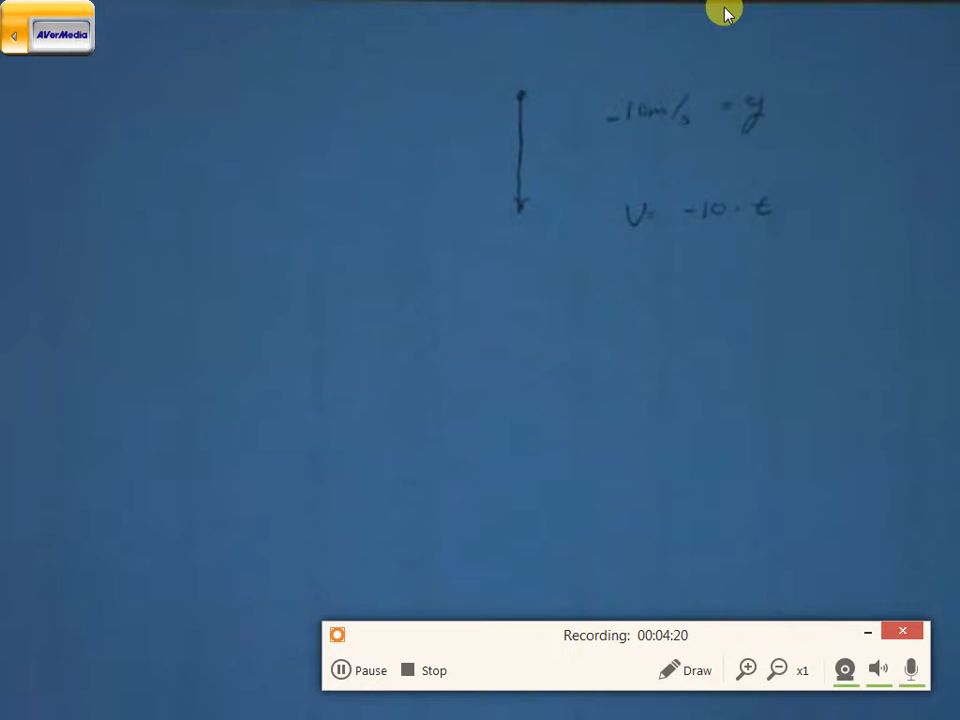 AVerMedia
-10m/s = g
V= -10 · t
Recording: 00:04:20
Pause Stop Draw x1